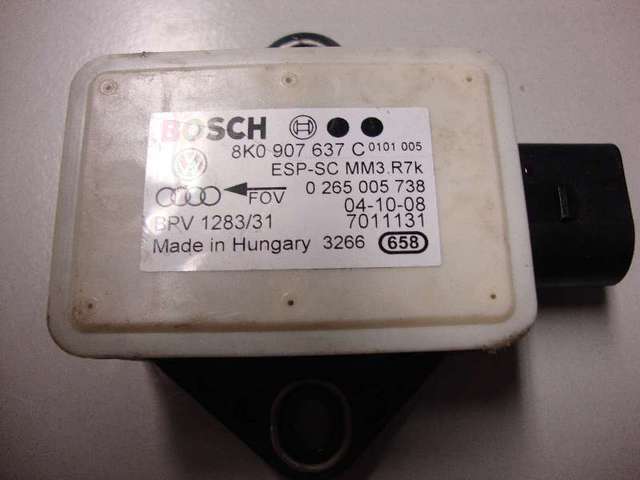 BOSCH
8K0 907 637 C 0101 005
ESP-SC MM3.R7k
FOV 0 265 005 738
04-10-08
BPV 1283/31 7011131
Made in Hungary 3266 658